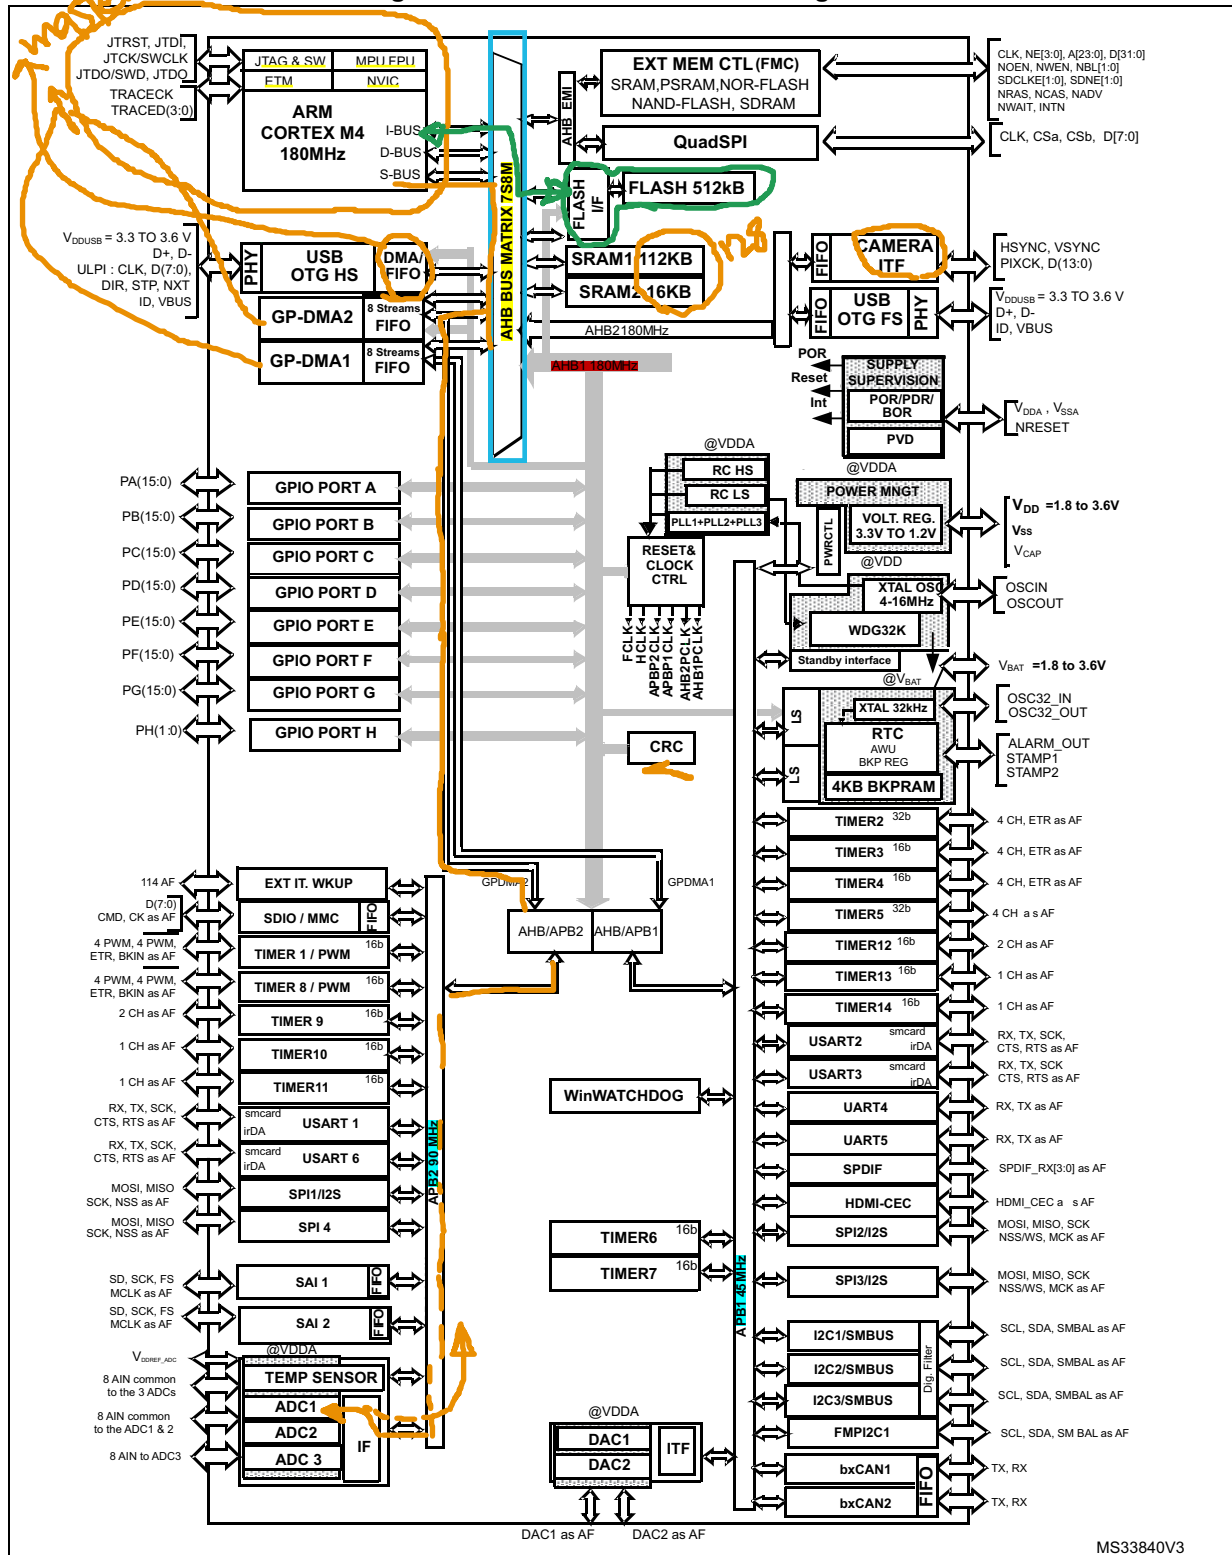 masters
JTRST, JTDI,
JTCK/SWCLK
JTDO/SWD, JTDO
TRACECK
TRACED(3:0)
JTAG & SW
MPU FPU
ETM
NVIC
ARM
CORTEX M4
180MHz
I-BUS
D-BUS
S-BUS
AHB BUS MATRIX 7S8M
AHB EMI
EXT MEM CTL (FMC)
SRAM,PSRAM,NOR-FLASH
NAND-FLASH, SDRAM
CLK, NE[3:0], A[23:0], D[31:0]
NOEN, NWEN, NBL[1:0]
SDCLKE[1:0], SDNE[1:0]
NRAS, NCAS, NADV
NWAIT, INTN
QuadSPI
CLK, CSa, CSb, D[7:0]
FLASH I/F
FLASH 512kB
128
SRAM1 112KB
SRAM2 16KB
AHB2180MHz
AHB1 180MHz
VDDUSB = 3.3 TO 3.6 V
D+, D-
ULPI : CLK, D(7:0),
DIR, STP, NXT
ID, VBUS
PHY
USB
OTG HS
DMA/
FIFO
GP-DMA2
8 Streams
FIFO
GP-DMA1
8 Streams
FIFO
FIFO
CAMERA
ITF
HSYNC, VSYNC
PIXCK, D(13:0)
FIFO
USB
OTG FS
PHY
VDDUSB = 3.3 TO 3.6 V
D+, D-
ID, VBUS
POR
Reset
Int
SUPPLY
SUPERVISION
POR/PDR/
BOR
PVD
VDDA , VSSA
NRESET
@VDDA
RC HS
RC LS
PLL1+PLL2+PLL3
RESET&
CLOCK
CTRL
FCLK
HCLK
APBP2CLK
APBP1CLK
AHB2PCLK
AHB1PCLK
@VDDA
POWER MNGT
VOLT. REG.
3.3V TO 1.2V
PWRCTL
VDD =1.8 to 3.6V
Vss
VCAP
@VDD
XTAL OSC
4-16MHz
WDG32K
Standby interface
OSCIN
OSCOUT
VBAT =1.8 to 3.6V
@VBAT
XTAL 32kHz
RTC
AWU
BKP REG
4KB BKPRAM
LS
LS
OSC32_IN
OSC32_OUT
ALARM_OUT
STAMP1
STAMP2
PA(15:0)
GPIO PORT A
PB(15:0)
GPIO PORT B
PC(15:0)
GPIO PORT C
PD(15:0)
GPIO PORT D
PE(15:0)
GPIO PORT E
PF(15:0)
GPIO PORT F
PG(15:0)
GPIO PORT G
PH(1:0)
GPIO PORT H
CRC
GPDMA2
GPDMA1
AHB/APB2
AHB/APB1
114 AF
EXT IT. WKUP
D(7:0)
CMD, CK as AF
SDIO / MMC
FIFO
4 PWM, 4 PWM,
ETR, BKIN as AF
TIMER 1 / PWM 16b
4 PWM, 4 PWM,
ETR, BKIN as AF
TIMER 8 / PWM 16b
2 CH as AF
TIMER 9 16b
1 CH as AF
TIMER10 16b
1 CH as AF
TIMER11 16b
RX, TX, SCK,
CTS, RTS as AF
smcard
irDA
USART 1
RX, TX, SCK,
CTS, RTS as AF
smcard
irDA
USART 6
MOSI, MISO
SCK, NSS as AF
SPI1/I2S
MOSI, MISO
SCK, NSS as AF
SPI 4
SD, SCK, FS
MCLK as AF
SAI 1
FIFO
SD, SCK, FS
MCLK as AF
SAI 2
FIFO
APB2 90 MHz
VDDREF_ADC
@VDDA
TEMP SENSOR
8 AIN common
to the 3 ADCs
ADC1
8 AIN common
to the ADC1 & 2
ADC2
IF
8 AIN to ADC3
ADC 3
WinWATCHDOG
TIMER6 16b
TIMER7 16b
@VDDA
DAC1
DAC2
ITF
DAC1 as AF
DAC2 as AF
APB1 45 MHz
TIMER2 32b
4 CH, ETR as AF
TIMER3 16b
4 CH, ETR as AF
TIMER4 16b
4 CH, ETR as AF
TIMER5 32b
4 CH a s AF
TIMER12 16b
2 CH as AF
TIMER13 16b
1 CH as AF
TIMER14 16b
1 CH as AF
USART2
smcard
irDA
RX, TX, SCK,
CTS, RTS as AF
USART3
smcard
irDA
RX, TX, SCK
CTS, RTS as AF
UART4
RX, TX as AF
UART5
RX, TX as AF
SPDIF
SPDIF_RX[3:0] as AF
HDMI-CEC
HDMI_CEC a s AF
SPI2/I2S
MOSI, MISO, SCK
NSS/WS, MCK as AF
SPI3/I2S
MOSI, MISO, SCK
NSS/WS, MCK as AF
I2C1/SMBUS
SCL, SDA, SMBAL as AF
I2C2/SMBUS
SCL, SDA, SMBAL as AF
I2C3/SMBUS
SCL, SDA, SMBAL as AF
Dig. Filter
FMPI2C1
SCL, SDA, SM BAL as AF
bxCAN1
TX, RX
bxCAN2
TX, RX
FIFO
MS33840V3